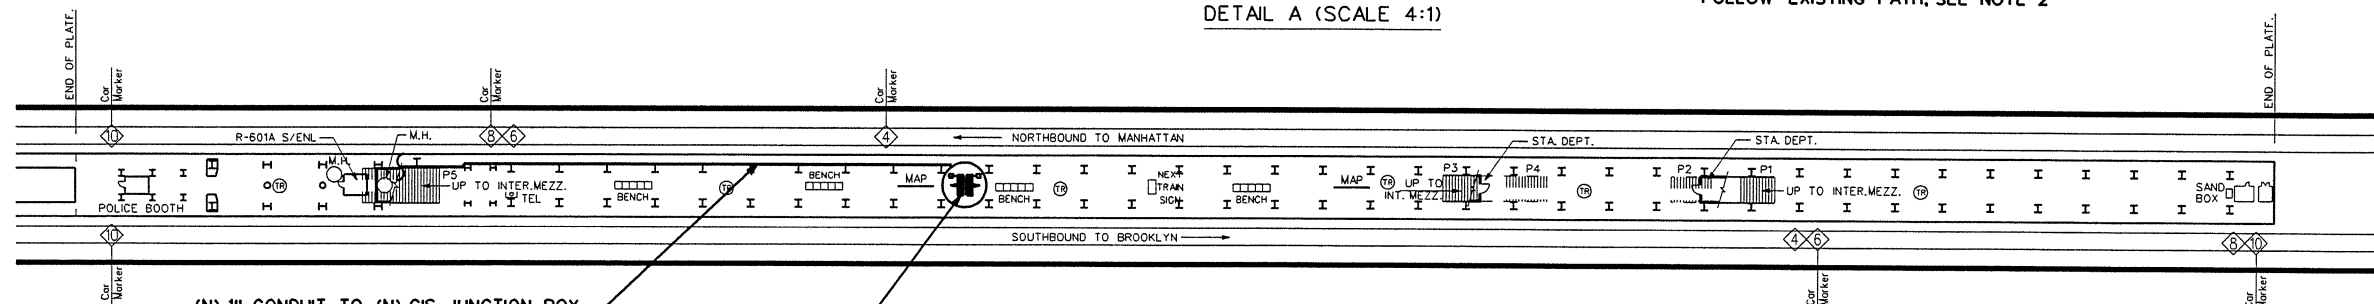 DETAIL A (SCALE 4:1)
END OF PLATF.
END OF PLATF.
Car Marker
Car Marker
Car Marker
10
8
6
4
R-601A S/ENL
M.H.
M.H.
NORTHBOUND TO MANHATTAN
STA. DEPT.
STA. DEPT.
TR
P5
UP TO INTER.MEZZ.
TEL
BENCH
TR
BENCH
MAP
BENCH
TR
NEXT
TRAIN
SIGN
BENCH
MAP
TR
UP TO
INT. MEZZ.
P3
P4
TR
P2
P1
UP TO INTER.MEZZ.
TR
SAND
BOX
POLICE BOOTH
10
SOUTHBOUND TO BROOKLYN
4
6
8
10
Car Marker
Car Marker
Car Marker
(N) 1" CONDUIT TO (N) CIS JUNCTION BOX
FOLLOW EXISTING PATH, SEE NOTE 2